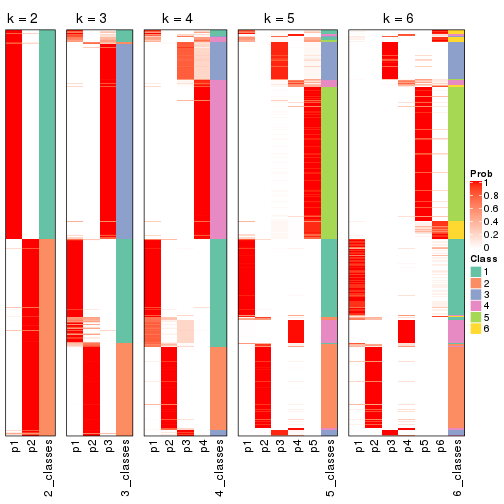 k = 2
k = 3
k = 4
k = 5
k = 6
Prob
1
0.8
0.6
0.4
0.2
0
Class
1
2
3
4
5
6
p1
p2
2_classes
p1
p2
p3
3_classes
p1
p2
p3
p4
4_classes
p1
p2
p3
p4
p5
5_classes
p1
p2
p3
p4
p5
p6
6_classes